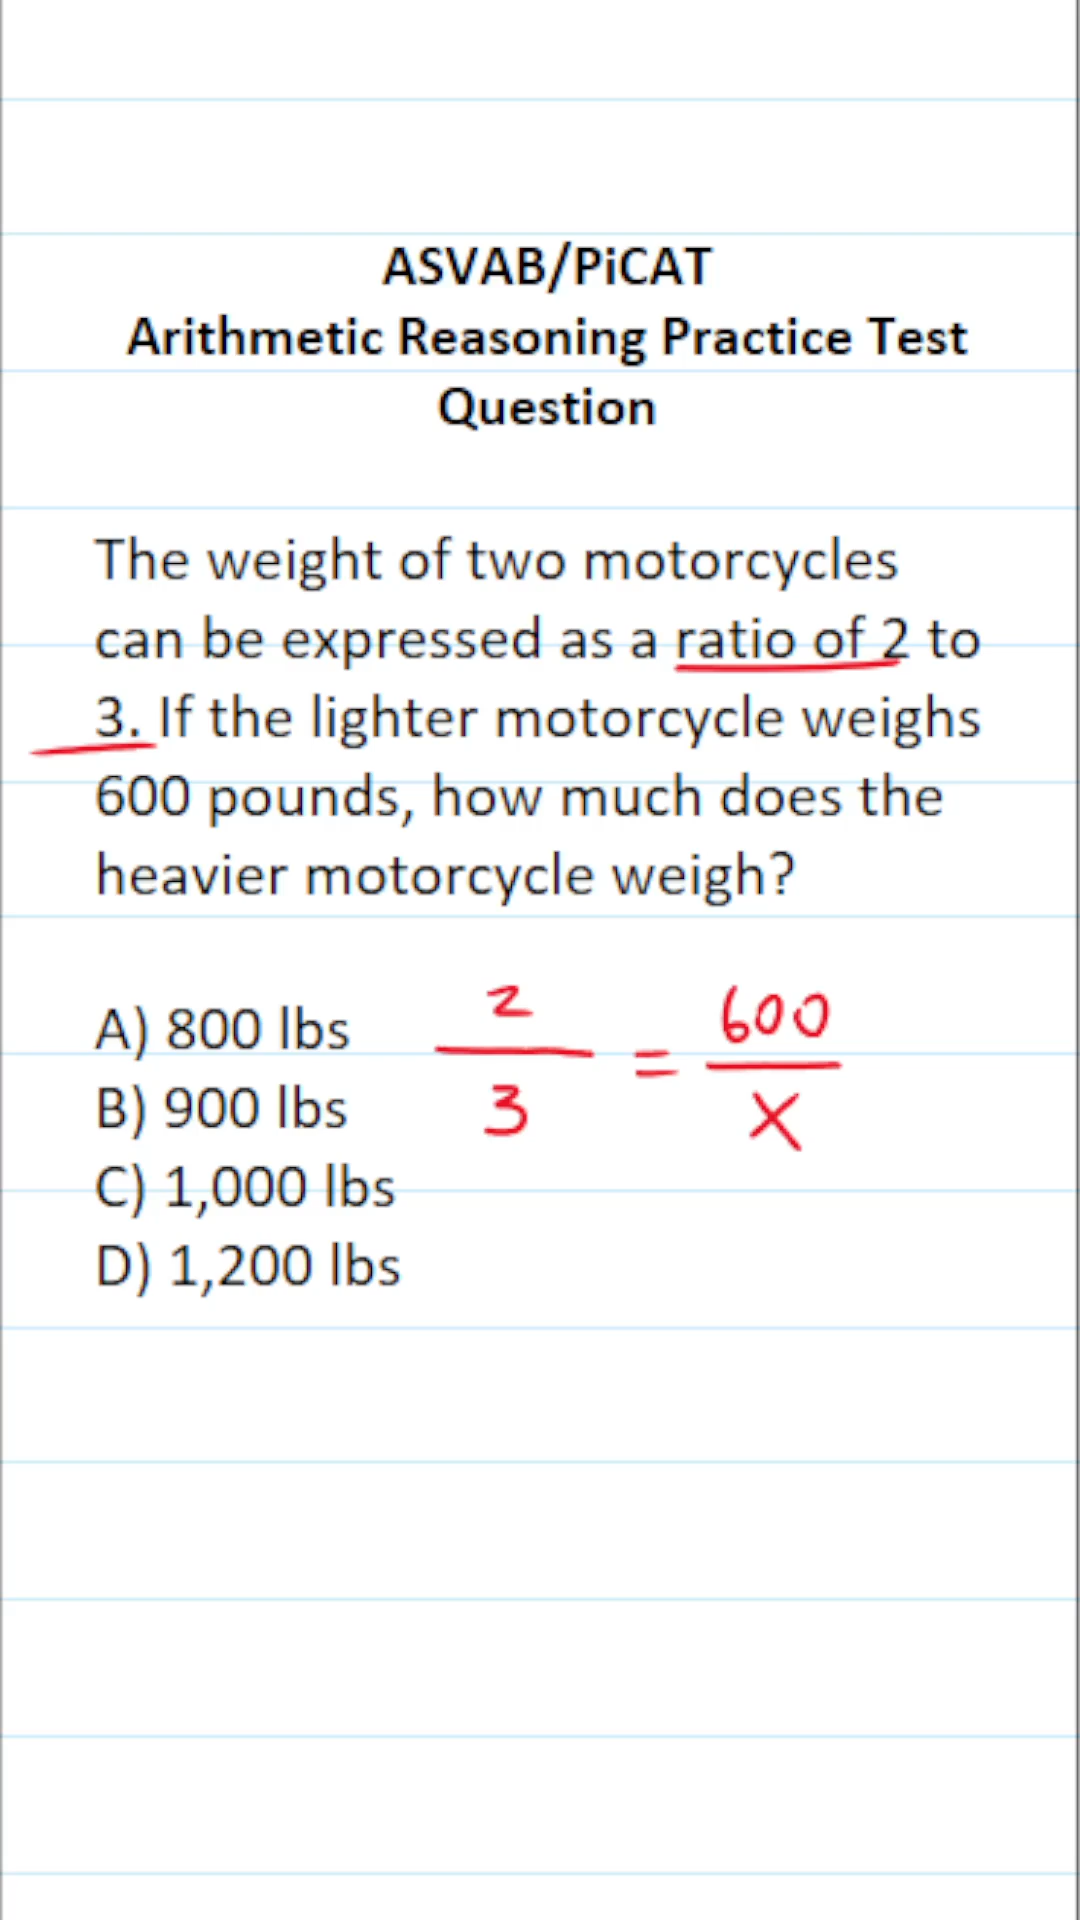 ASVAB/PiCAT
Arithmetic Reasoning Practice Test
Question
The weight of two motorcycles
can be expressed as a ratio of 2 to
3. If the lighter motorcycle weighs
600 pounds, how much does the
heavier motorcycle weigh?
A) 800 lbs
B) 900 lbs
C) 1,000 lbs
D) 1,200 lbs
2 600
=
3 X